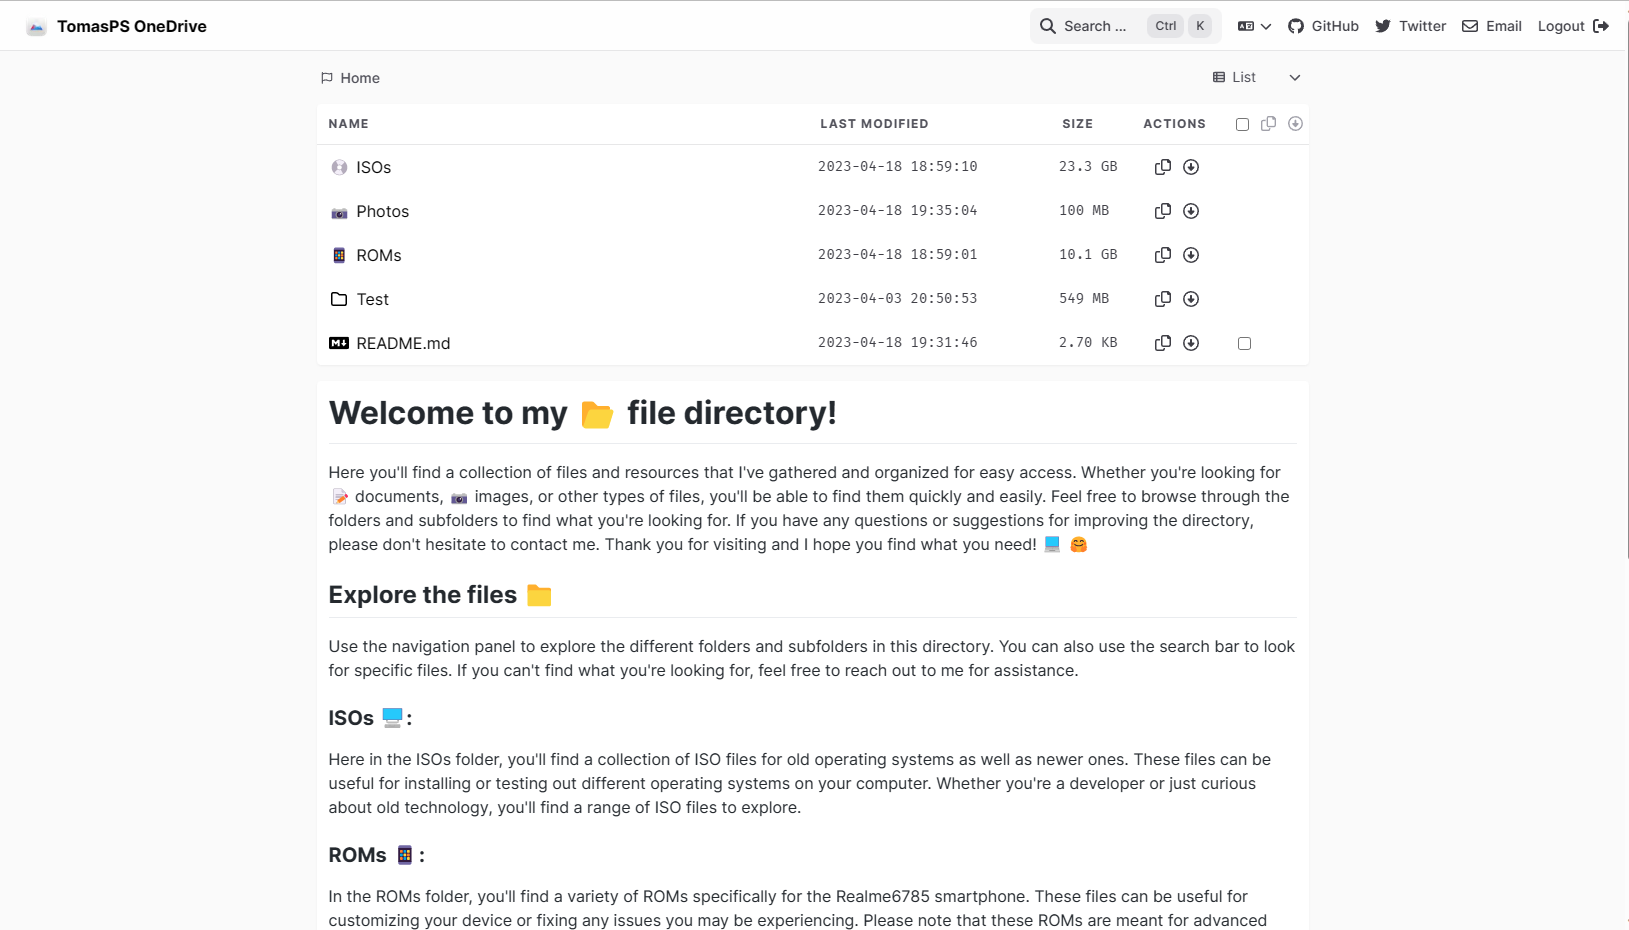 TomasPS OneDrive
Search ... Ctrl K
GitHub Twitter Email Logout
Home
List
NAME LAST MODIFIED SIZE ACTIONS
ISOs 2023-04-18 18:59:10 23.3 GB
Photos 2023-04-18 19:35:04 100 MB
ROMs 2023-04-18 18:59:01 10.1 GB
Test 2023-04-03 20:50:53 549 MB
README.md 2023-04-18 19:31:46 2.70 KB
Welcome to my 📂 file directory!
Here you'll find a collection of files and resources that I've gathered and organized for easy access. Whether you're looking for
📝 documents, 📷 images, or other types of files, you'll be able to find them quickly and easily. Feel free to browse through the
folders and subfolders to find what you're looking for. If you have any questions or suggestions for improving the directory,
please don't hesitate to contact me. Thank you for visiting and I hope you find what you need! 💻 🤗
Explore the files 📁
Use the navigation panel to explore the different folders and subfolders in this directory. You can also use the search bar to look
for specific files. If you can't find what you're looking for, feel free to reach out to me for assistance.
ISOs 🖥️:
Here in the ISOs folder, you'll find a collection of ISO files for old operating systems as well as newer ones. These files can be
useful for installing or testing out different operating systems on your computer. Whether you're a developer or just curious
about old technology, you'll find a range of ISO files to explore.
ROMs 📱:
In the ROMs folder, you'll find a variety of ROMs specifically for the Realme6785 smartphone. These files can be useful for
customizing your device or fixing any issues you may be experiencing. Please note that these ROMs are meant for advanced